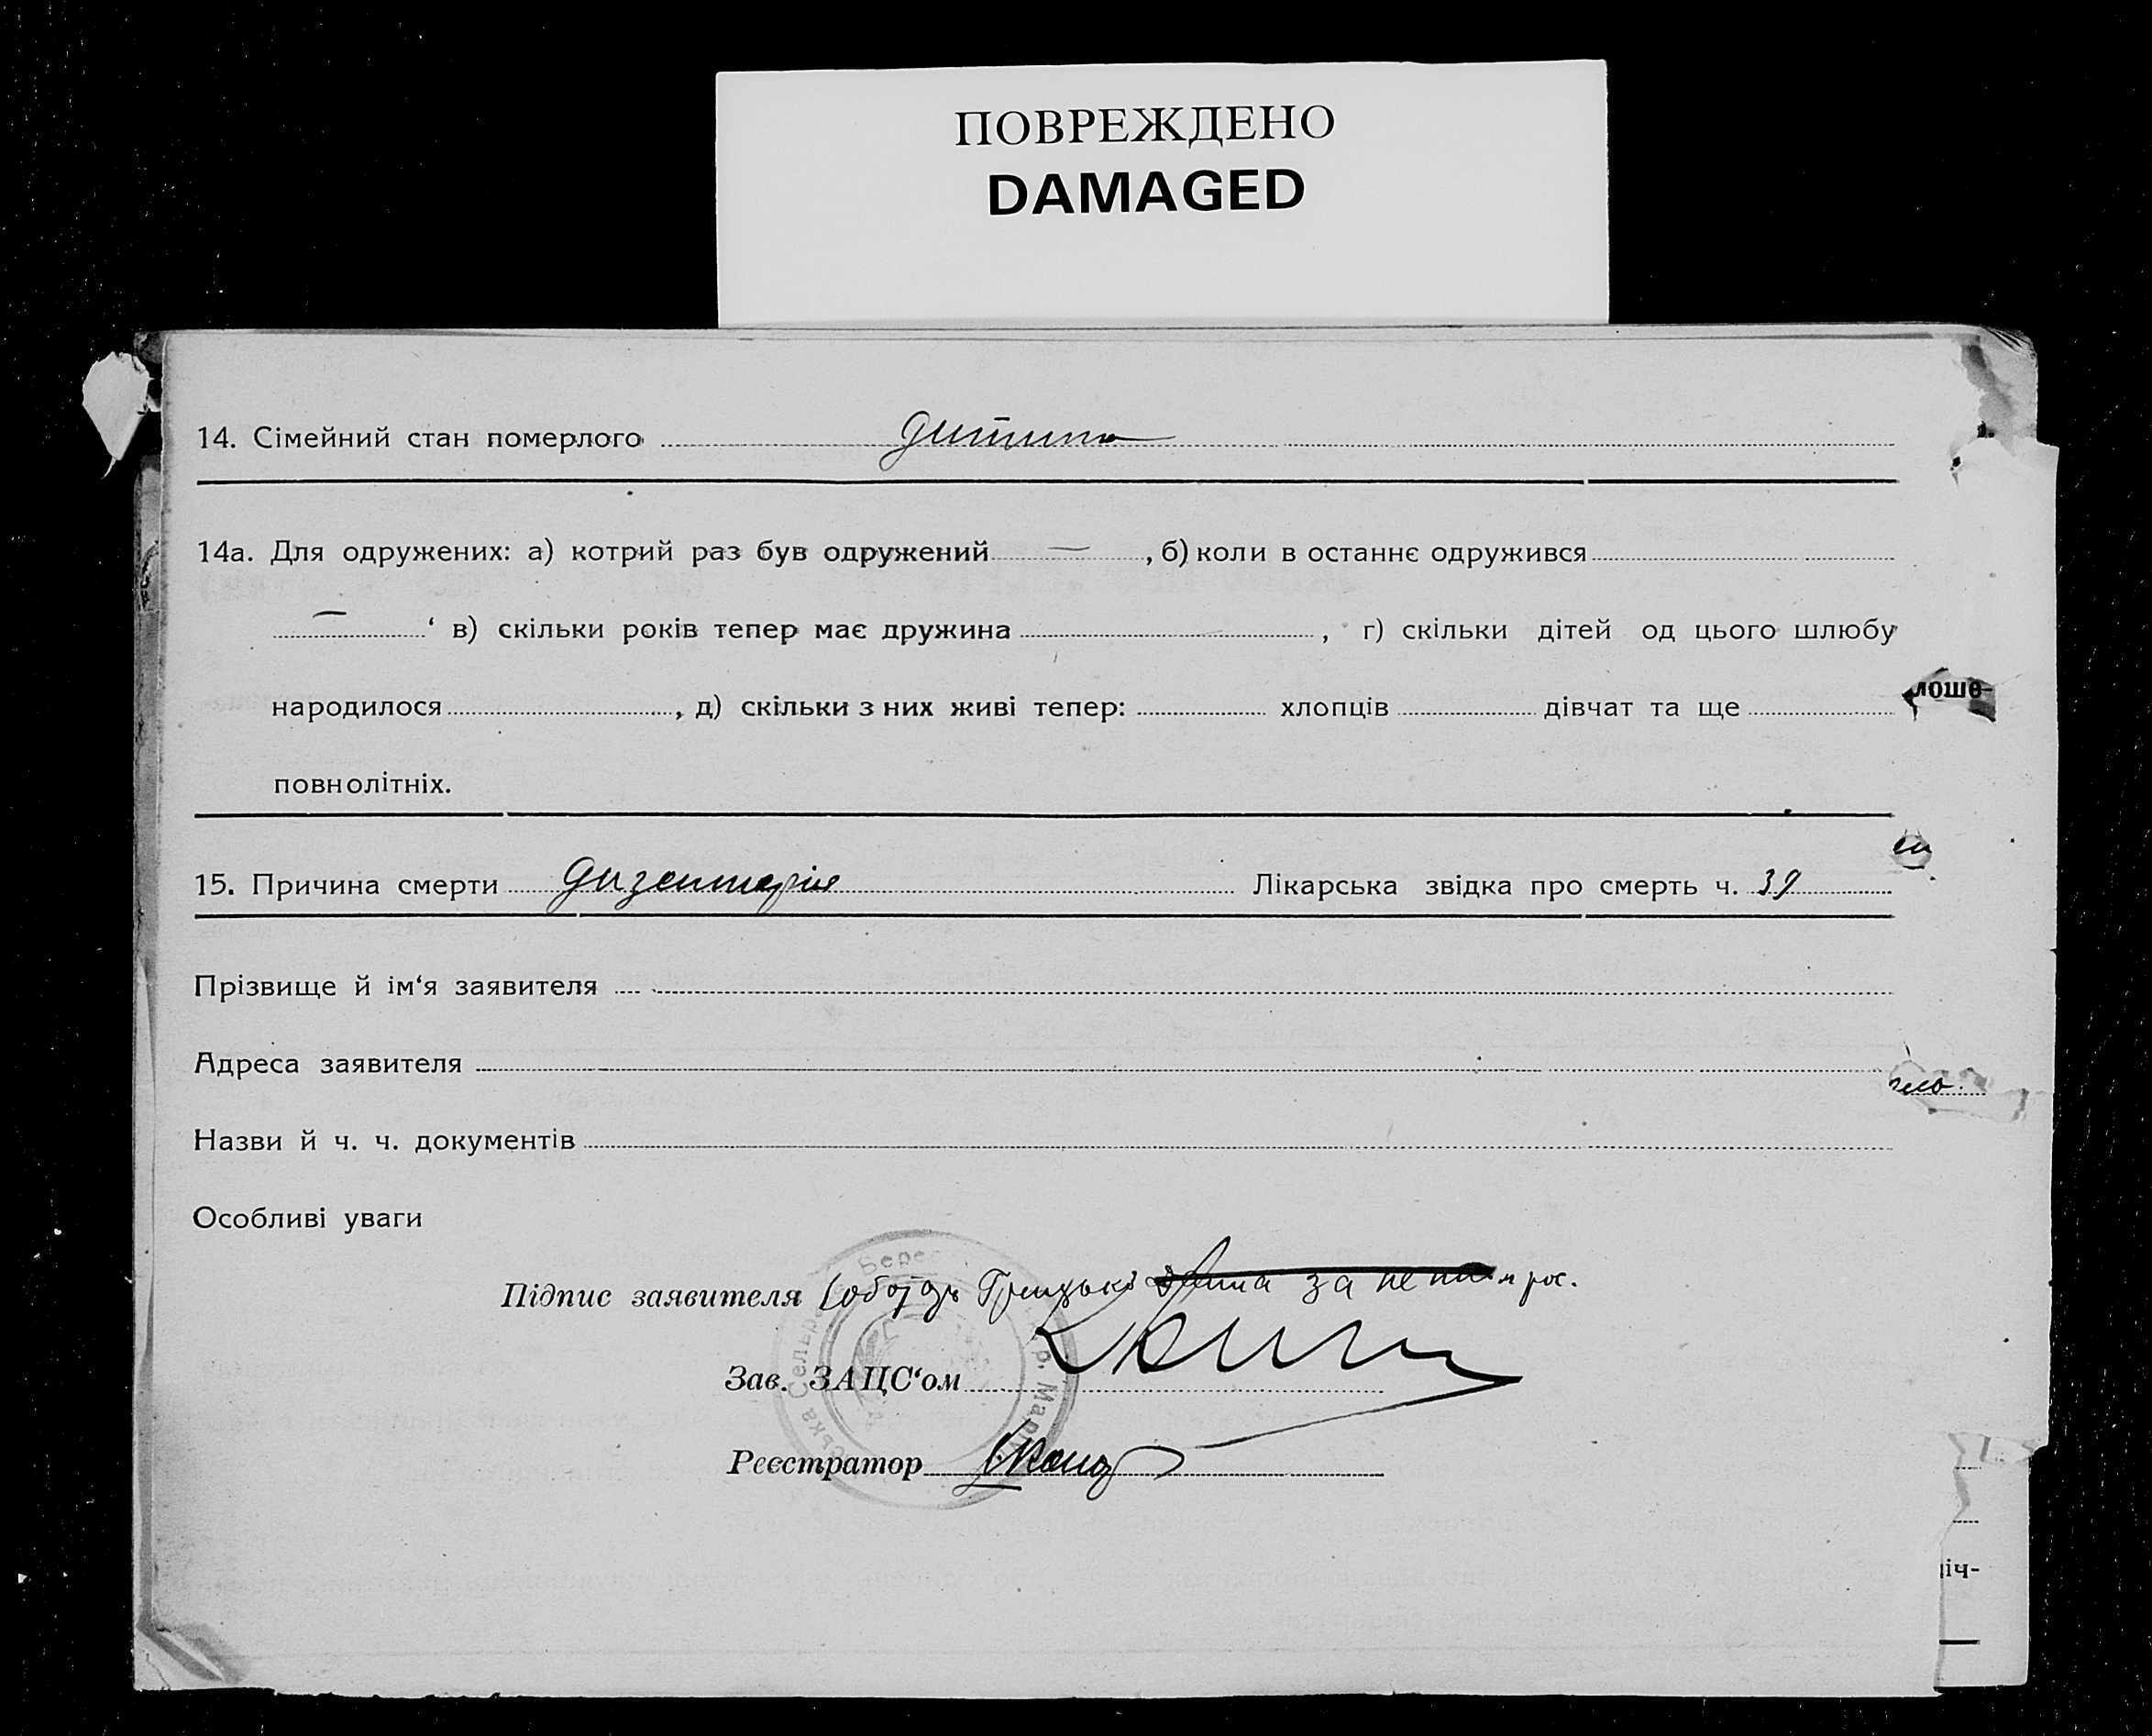 ПОВРЕЖДЕНО
DAMAGED
14. Сімейний стан померлого дитина
14а. Для одружених: а) котрий раз був одружений — , б) коли в останнє одружився
— ‘ в) скільки років тепер має дружина , г) скільки дітей од цього шлюбу
народилося , д) скільки з них живі тепер: хлопців дівчат та ще
лоше-
повнолітніх.
15. Причина смерти дизентерія Лікарська звідка про смерть ч. 39
Прізвище й ім‘я заявителя
Адреса заявителя
Назви й ч. ч. документів
Особливі уваги
Підпис заявителя за
Зав. ЗАЦС‘ом
Реєстратор
іч-